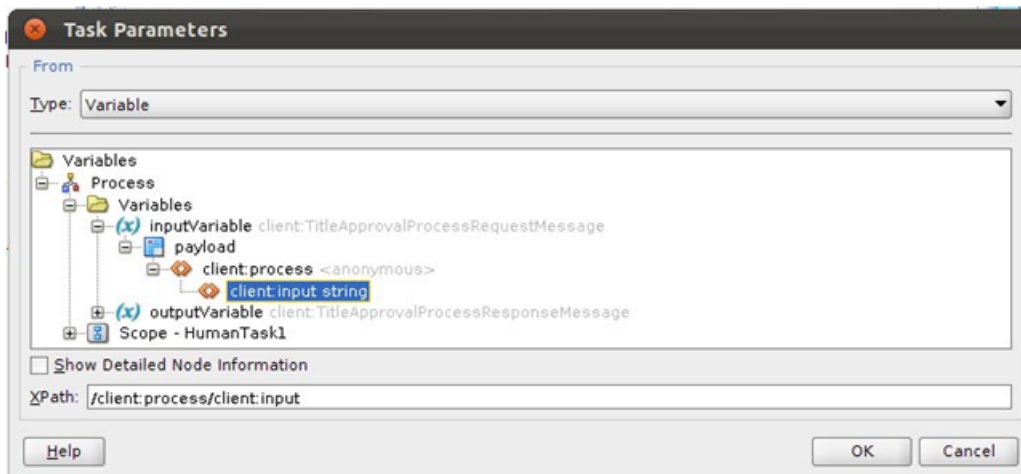 Task Parameters
From
Type: Variable
Variables
Process
Variables
(x) inputVariable client:TitleApprovalProcessRequestMessage
payload
client:process <anonymous>
client:input string
(x) outputVariable client:TitleApprovalProcessResponseMessage
Scope - HumanTask1
Show Detailed Node Information
XPath: /client:process/client:input
Help OK Cancel